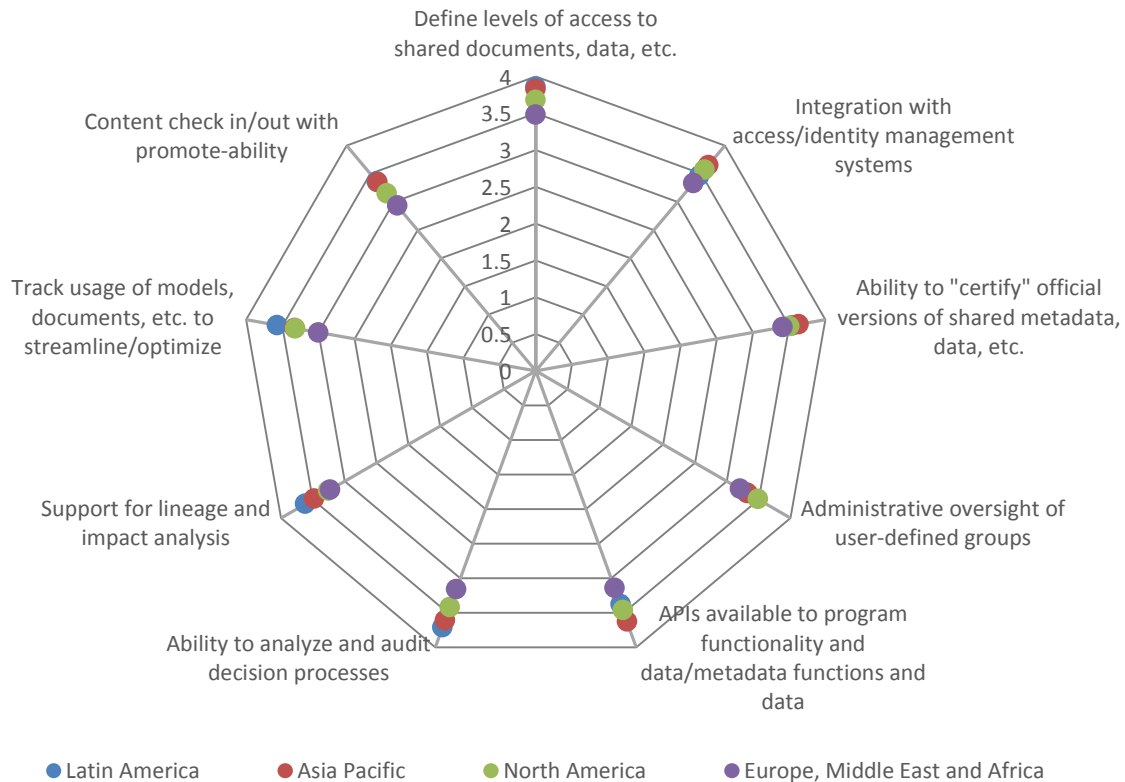 Define levels of access to
shared documents, data, etc.
Integration with
access/identity management
systems
Ability to "certify" official
versions of shared metadata,
data, etc.
Administrative oversight of
user-defined groups
APIs available to program
functionality and
data/metadata functions and
data
Ability to analyze and audit
decision processes
Support for lineage and
impact analysis
Track usage of models,
documents, etc. to
streamline/optimize
Content check in/out with
promote-ability
4
3.5
3
2.5
2
1.5
1
0.5
0
Latin America
Asia Pacific
North America
Europe, Middle East and Africa